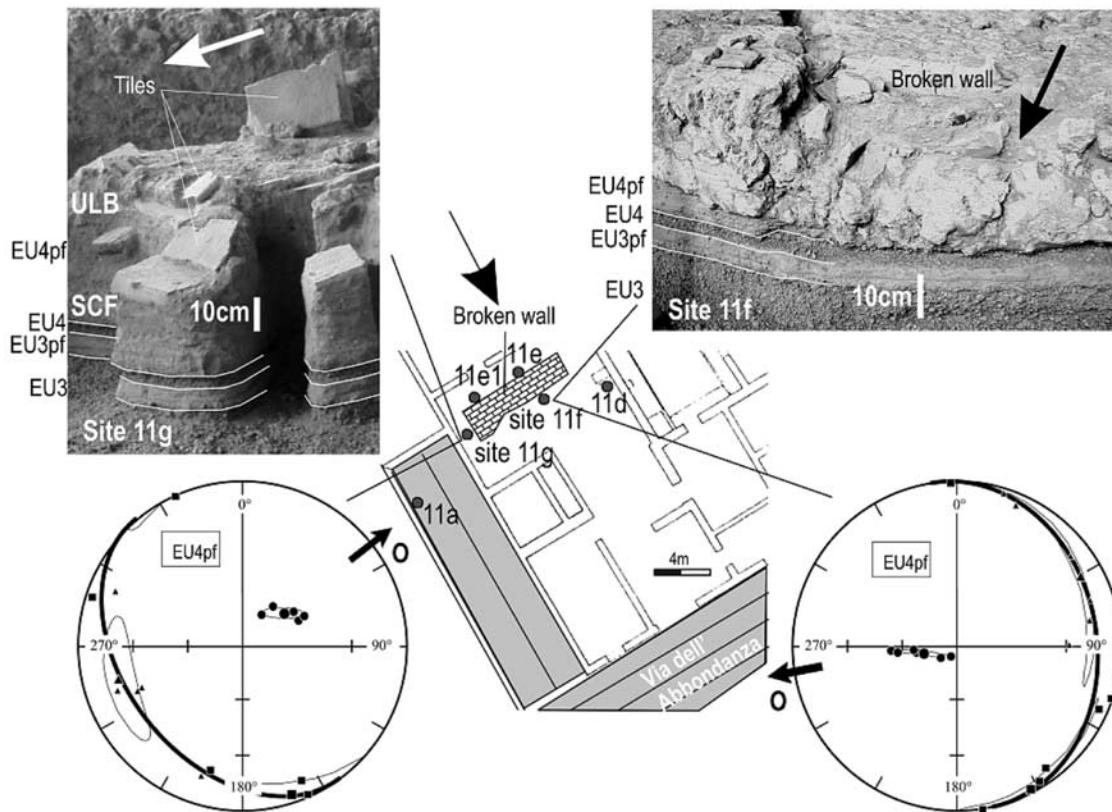 Tiles
ULB
EU4pf
SCF
EU4
EU3pf
EU3
10cm
Site 11g
Broken wall
EU4pf
EU4
EU3pf
EU3
10cm
Site 11f
Broken wall
11e
11e1
11d
site 11f
site 11g
11a
4m
Via dell'
Abbondanza
0°
EU4pf
270°
90°
180°
O
0°
EU4pf
270°
90°
180°
O